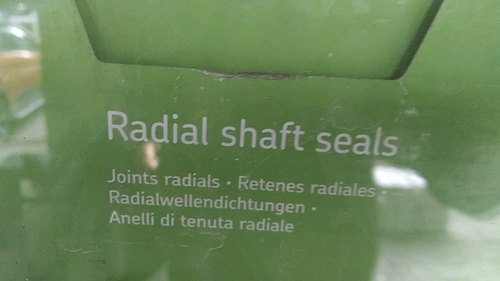 Radial shaft seals
Joints radials · Retenes radiales ·
Radialwellendichtungen ·
Anelli di tenuta radiale